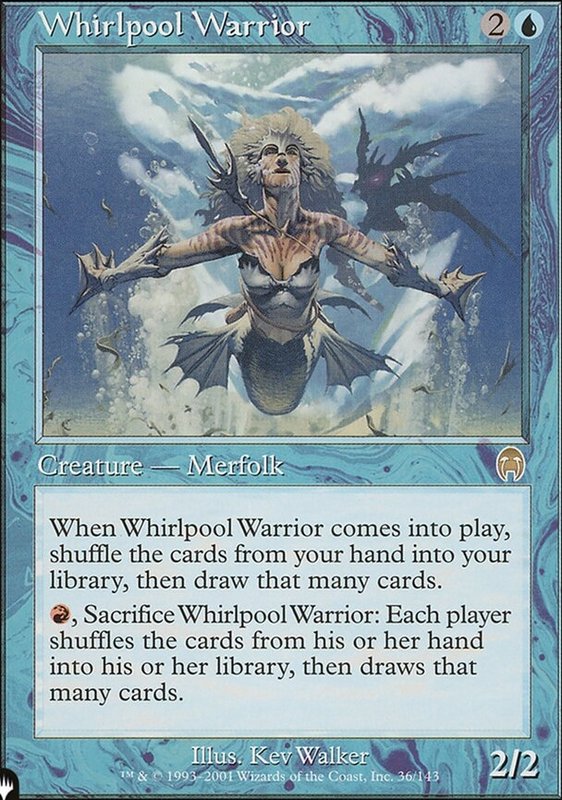 Whirlpool Warrior 2
Creature — Merfolk
When Whirlpool Warrior comes into play,
shuffle the cards from your hand into your
library, then draw that many cards.
, Sacrifice Whirlpool Warrior: Each player
shuffles the cards from his or her hand
into his or her library, then draws that
many cards.
Illus. Kev Walker
™ & © 1993-2001 Wizards of the Coast, Inc. 36/143
2/2